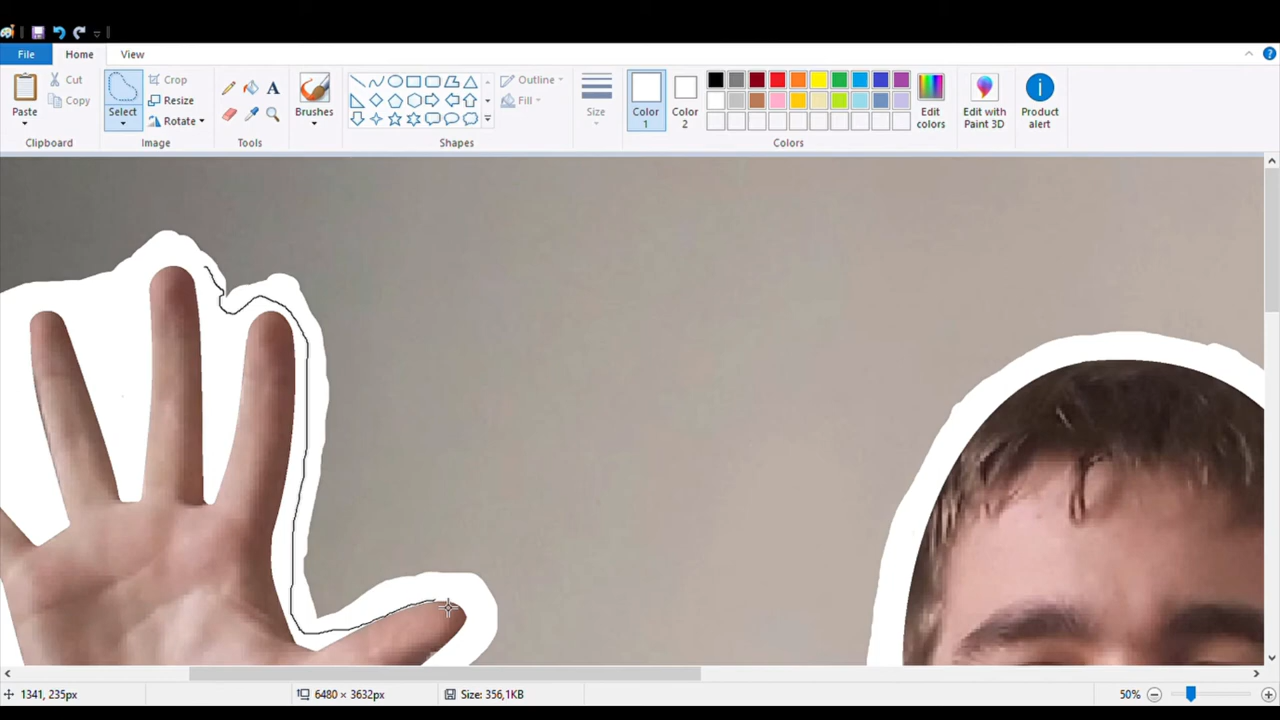 File Home View
Paste
Cut
Copy
Clipboard
Select
Crop
Resize
Rotate
Image
A
Tools
Brushes
Outline
Fill
Shapes
Size
Color 1
Color 2
Edit colors
Colors
Edit with Paint 3D
Product alert
1341, 235px
6480 × 3632px
Size: 356,1KB
50%